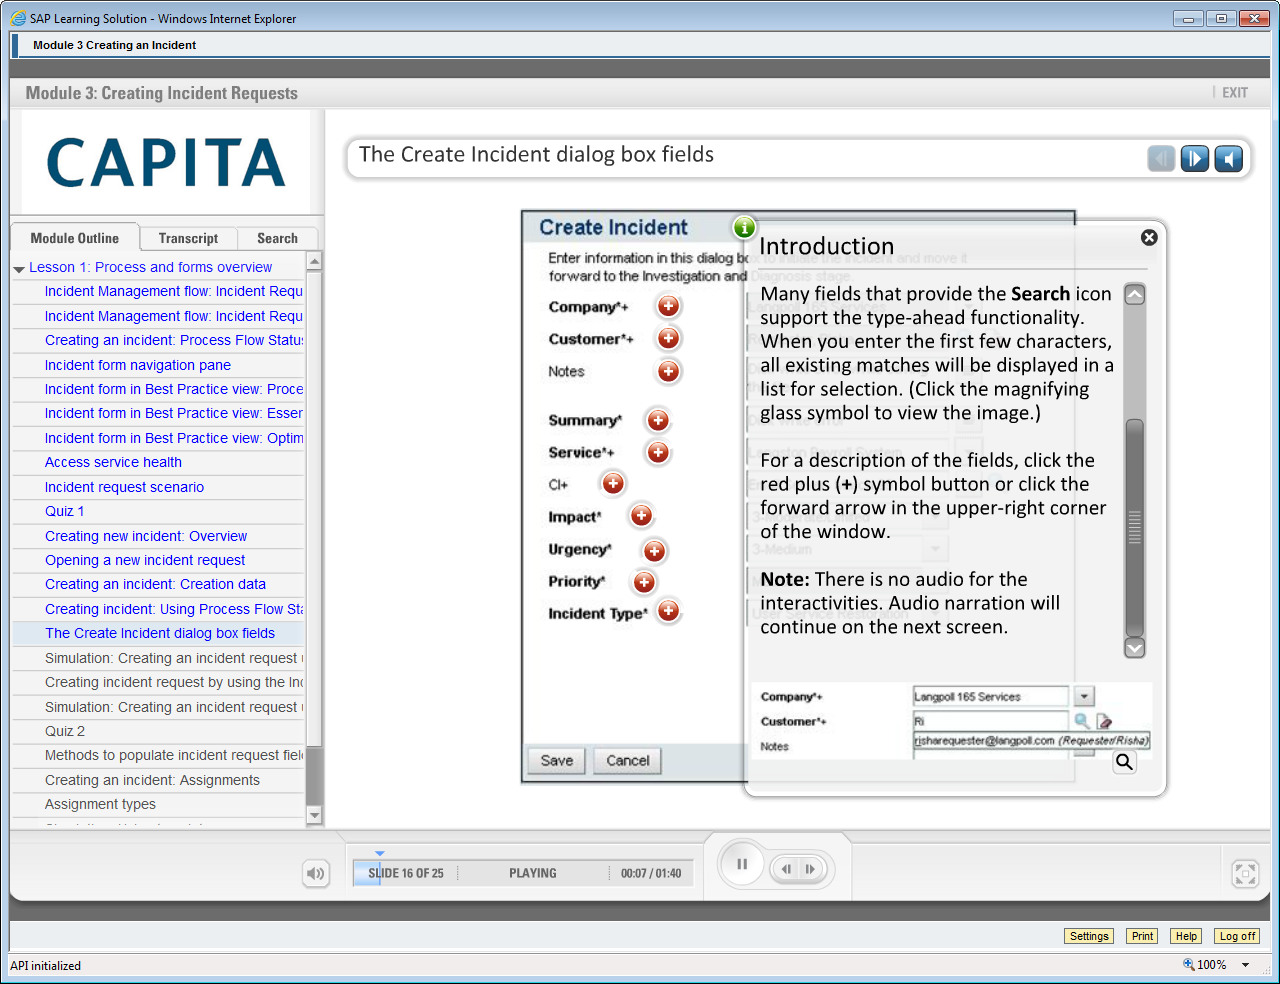 SAP Learning Solution - Windows Internet Explorer
Module 3 Creating an Incident
Module 3: Creating Incident Requests
EXIT
CAPITA
The Create Incident dialog box fields
Module Outline
Transcript
Search
Lesson 1: Process and forms overview
Incident Management flow: Incident Requ
Incident Management flow: Incident Requ
Creating an incident: Process Flow Statu
Incident form navigation pane
Incident form in Best Practice view: Proce
Incident form in Best Practice view: Esser
Incident form in Best Practice view: Optim
Access service health
Incident request scenario
Quiz 1
Creating new incident: Overview
Opening a new incident request
Creating an incident: Creation data
Creating incident: Using Process Flow Sta
The Create Incident dialog box fields
Simulation: Creating an incident request
Creating incident request by using the Inc
Simulation: Creating an incident request
Quiz 2
Methods to populate incident request fiel
Creating an incident: Assignments
Assignment types
Create Incident
Enter information in this dialog box to initiate the incident and move it
forward to the Investigation and Diagnosis stage
Company*+
Customer*+
Notes
Summary*
Service*+
CI+
Impact*
Urgency*
3-Medium
Priority*
Incident Type*
Save
Cancel
Introduction
Many fields that provide the Search icon
support the type-ahead functionality.
When you enter the first few characters,
all existing matches will be displayed in a
list for selection. (Click the magnifying
glass symbol to view the image.)
For a description of the fields, click the
red plus (+) symbol button or click the
forward arrow in the upper-right corner
of the window.
Note: There is no audio for the
interactivities. Audio narration will
continue on the next screen.
Company*+
Langpoll 165 Services
Customer*+
Ri
risharequester@langpoll.com (Requester/Risha)
Notes
SLIDE 16 OF 25
PLAYING
00:07 / 01:40
Settings
Print
Help
Log off
API initialized
100%